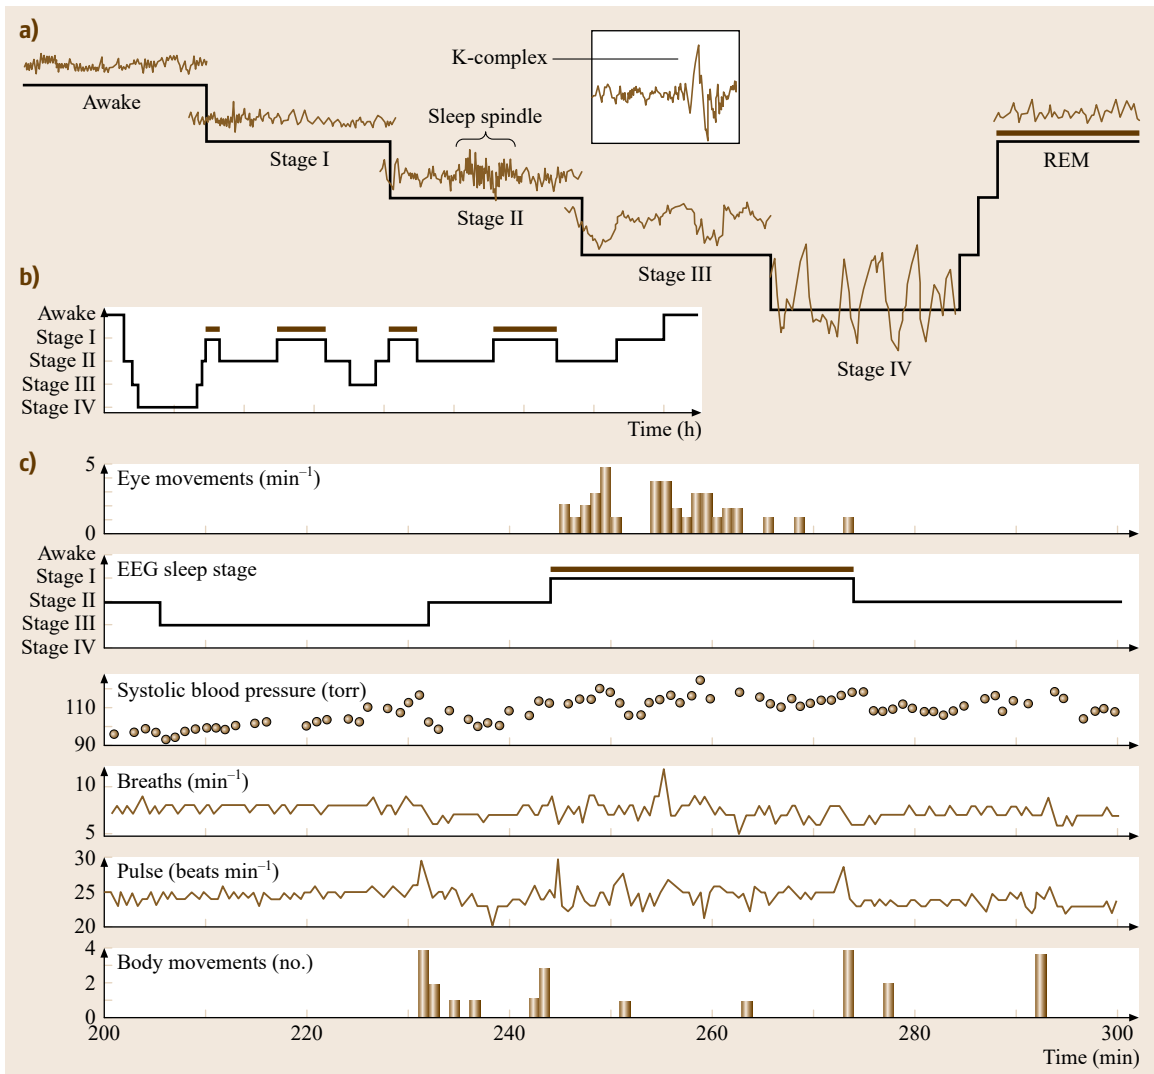 a)
K-complex
Awake
Sleep spindle
Stage I
REM
Stage II
Stage III
Stage IV
b)
Awake
Stage I
Stage II
Stage III
Stage IV
Time (h)
c)
5
Eye movements (min⁻¹)
0
Awake
Stage I
EEG sleep stage
Stage II
Stage III
Stage IV
Systolic blood pressure (torr)
110
90
Breaths (min⁻¹)
10
5
30
Pulse (beats min⁻¹)
25
20
4
Body movements (no.)
2
0
200 220 240 260 280 300
Time (min)